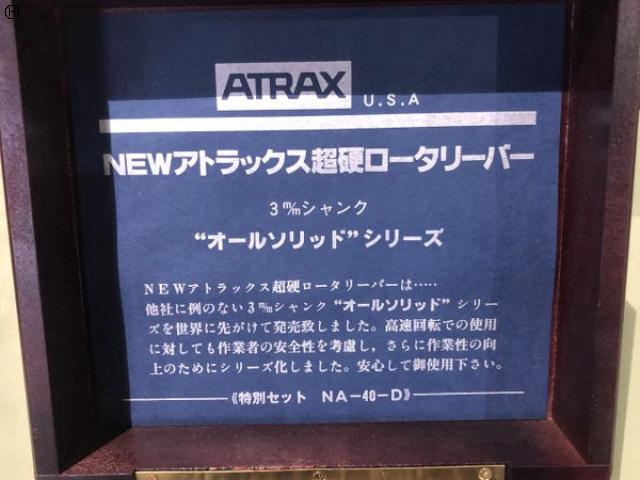 Ⓗ
ATRAX
U.S.A
NEWアトラックス超硬ロータリーバー
3㎜シャンク
“オールソリッド”シリーズ
NEWアトラックス超硬ロータリーバーは……
他社に例のない3㎜シャンク“オールソリッド”シリー
ズを世界に先がけて発売致しました。高速回転での使用
に対しても作業者の安全性を考慮し，さらに作業性の向
上のためにシリーズ化しました。安心して御使用下さい。
《特別セット NA-40-D》